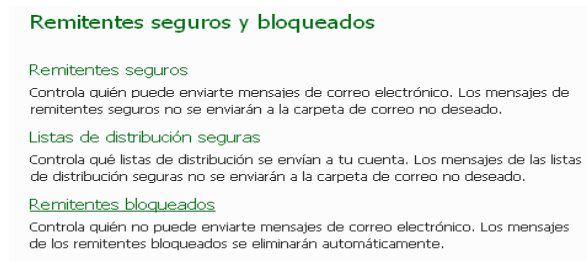 Remitentes seguros y bloqueados
Remitentes seguros
Controla quién puede enviarte mensajes de correo electrónico. Los mensajes de
remitentes seguros no se enviarán a la carpeta de correo no deseado.
Listas de distribución seguras
Controla qué listas de distribución se envían a tu cuenta. Los mensajes de las listas
de distribución seguras no se enviarán a la carpeta de correo no deseado.
Remitentes bloqueados
Controla quién no puede enviarte mensajes de correo electrónico. Los mensajes
de los remitentes bloqueados se eliminarán automáticamente.